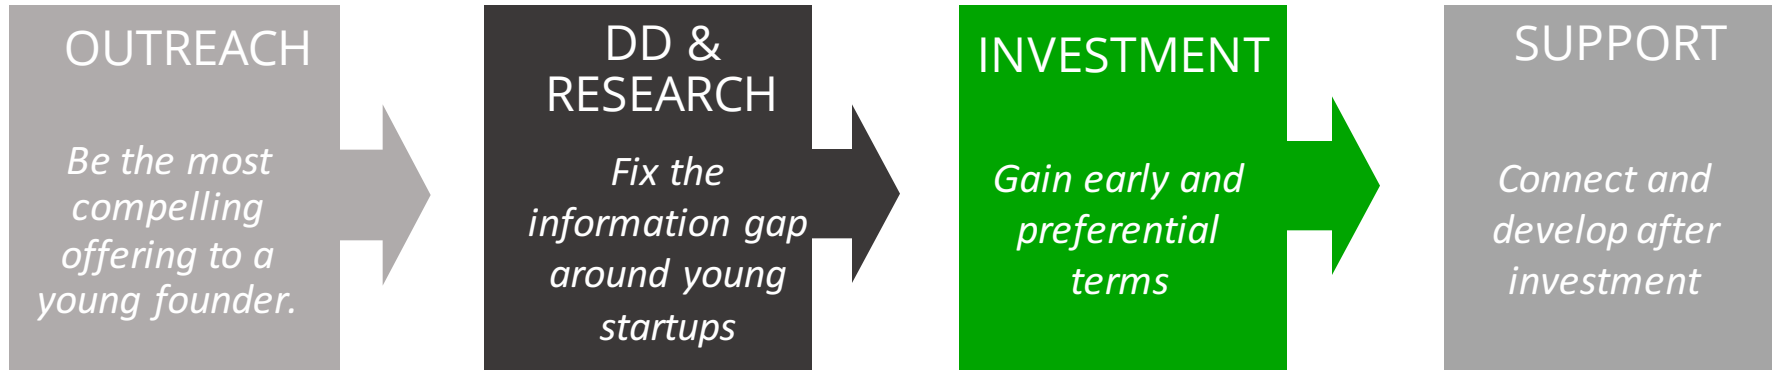 OUTREACH
Be the most
compelling
offering to a
young founder.
DD &
RESEARCH
Fix the
information gap
around young
startups
INVESTMENT
Gain early and
preferential
terms
SUPPORT
Connect and
develop after
investment